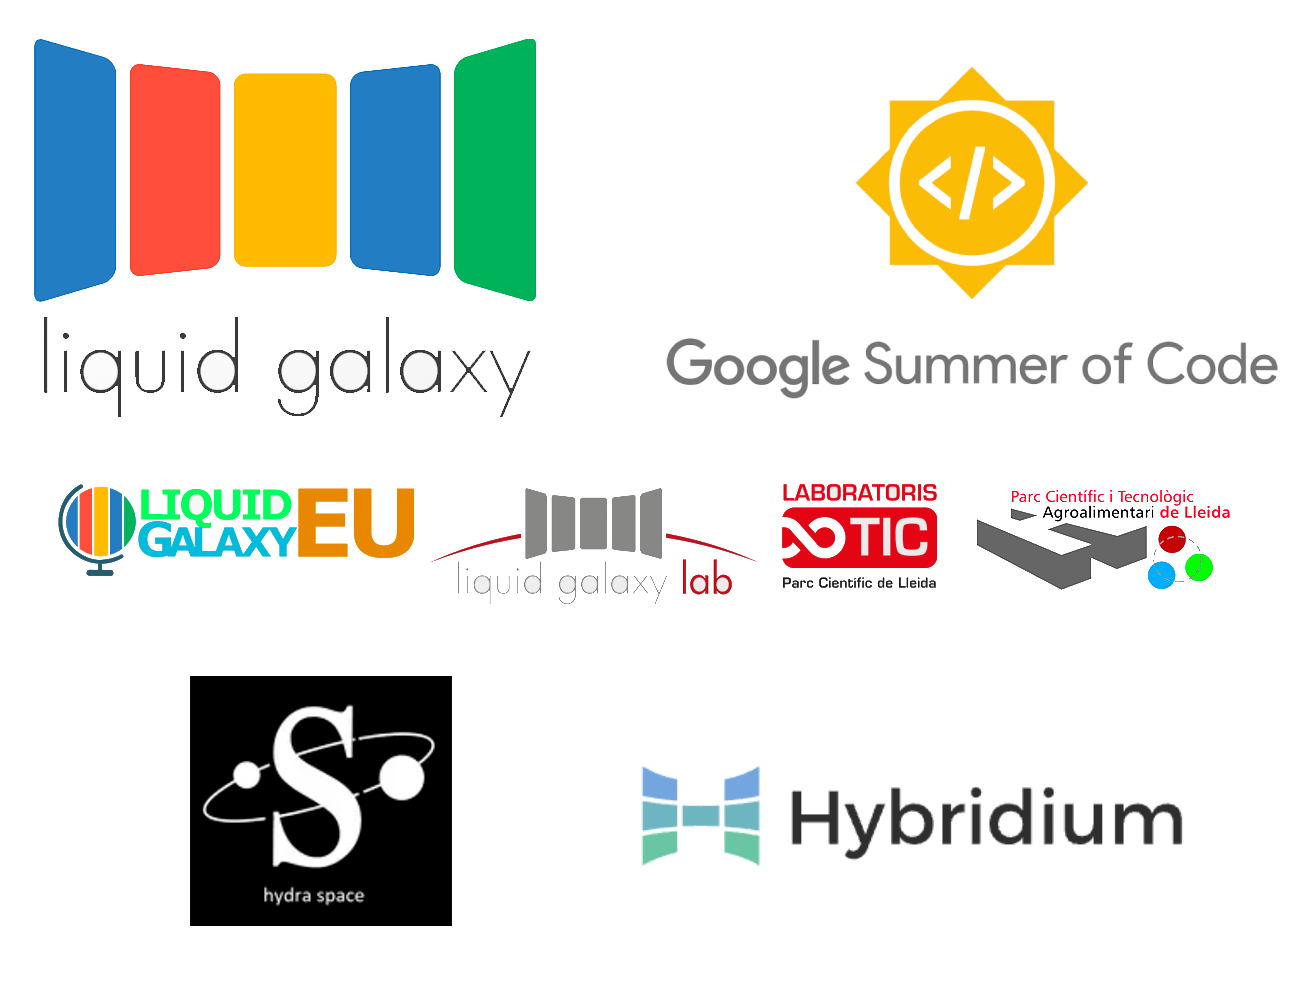 liquid galaxy
</>
Google Summer of Code
LIQUID
GALAXY EU
liquid galaxy lab
LABORATORIS
TIC
Parc Científic de Lleida
Parc Científic i Tecnològic
Agroalimentari de Lleida
S
hydra space
Hybridium